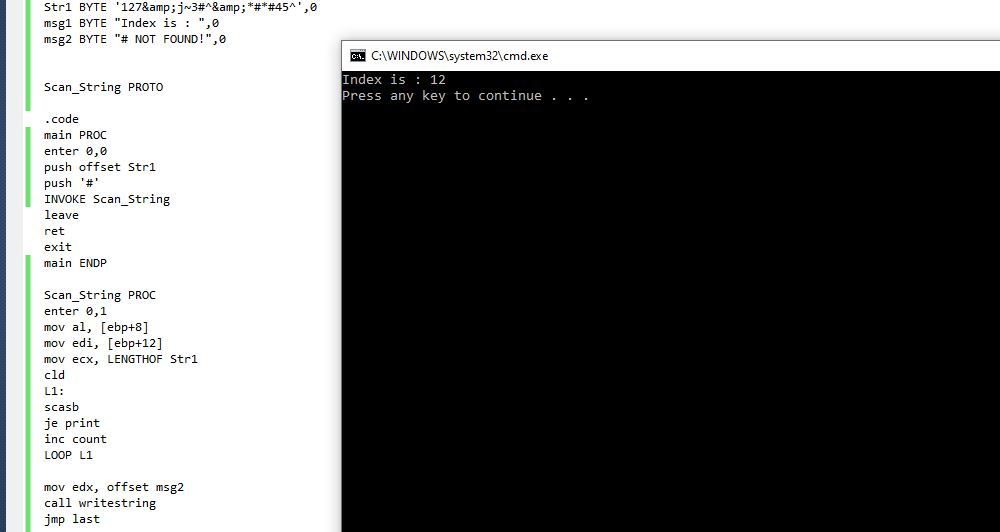 Str1 BYTE '127&amp;j~3#^&amp;*#*#45^',0
msg1 BYTE "Index is : ",0
msg2 BYTE "# NOT FOUND!",0
Scan_String PROTO
.code
main PROC
enter 0,0
push offset Str1
push '#'
INVOKE Scan_String
leave
ret
exit
main ENDP
Scan_String PROC
enter 0,1
mov al, [ebp+8]
mov edi, [ebp+12]
mov ecx, LENGTHOF Str1
cld
L1:
scasb
je print
inc count
LOOP L1
mov edx, offset msg2
call writestring
jmp last
C:\WINDOWS\system32\cmd.exe
Index is : 12
Press any key to continue . . .